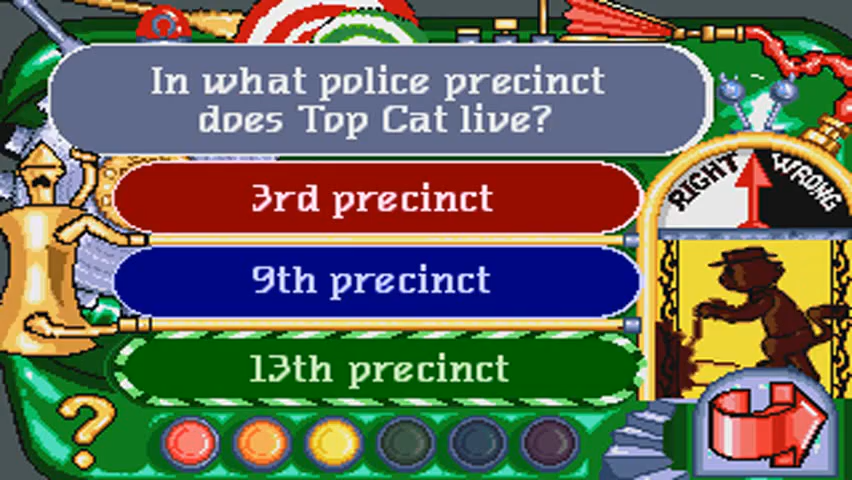 In what police precinct
does Top Cat live?
RIGHT
WRONG
3rd precinct
9th precinct
13th precinct
?